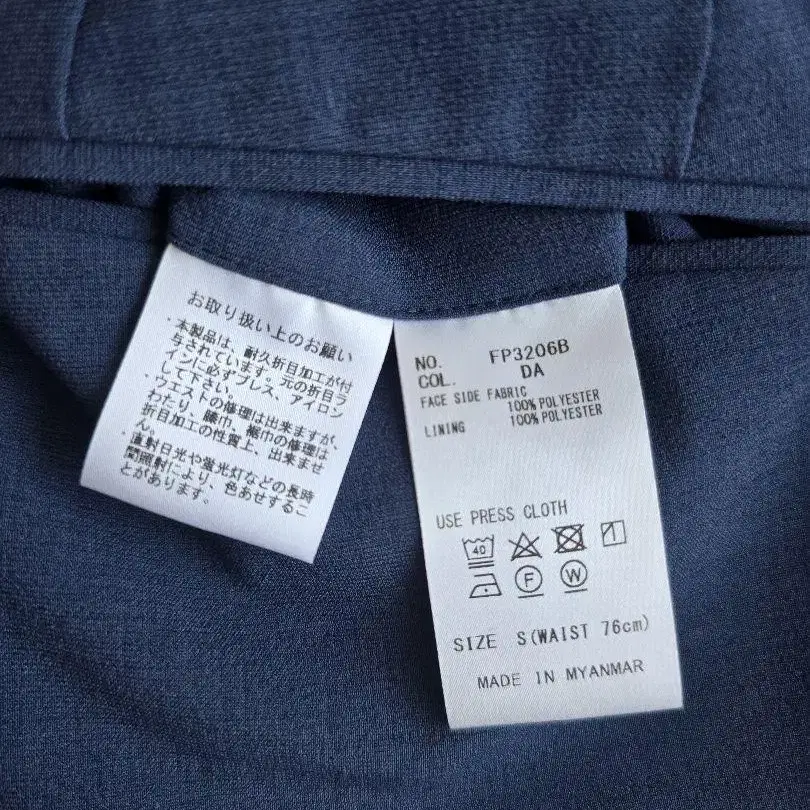 お取り扱い上のお願い
・本製品は、耐久折目加工が付
与されています。元の折目ラ
インに必ずプレス、アイロン
して下さい。
・ウエストの修理は出来ますが、
わたり、膝巾、裾巾の修理は
折目加工の性質上、出来ませ
ん。
・直射日光や蛍光灯などの長時
間照射により、色あせするこ
とがあります。
NO. FP3206B
COL. DA
FACE SIDE FABRIC
100% POLYESTER
LINING 100% POLYESTER
USE PRESS CLOTH
40
F W
SIZE S(WAIST 76cm)
MADE IN MYANMAR